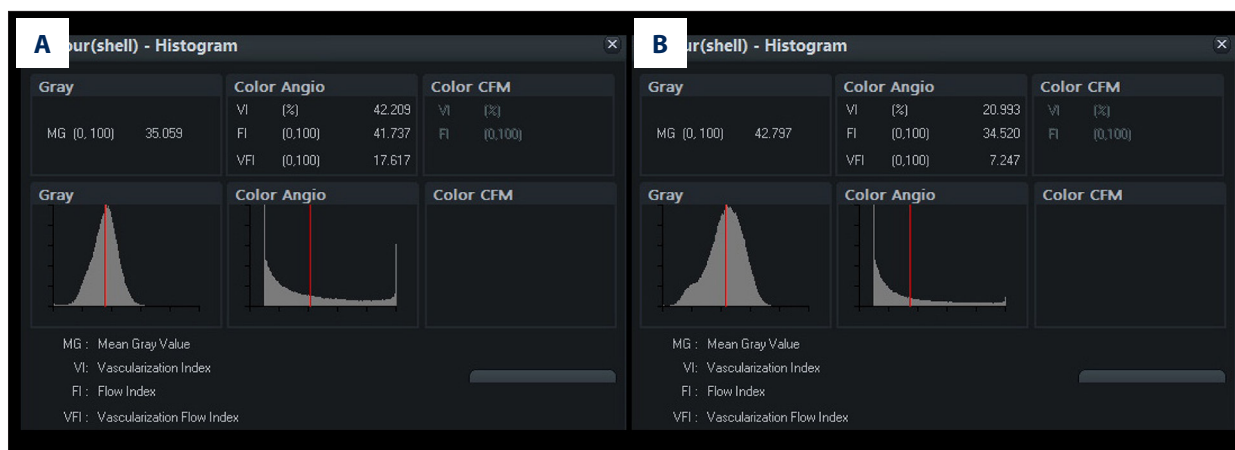 A
our(shell) - Histogram
Gray
MG (0, 100) 35.059
Color Angio
VI (%) 42.209
FI (0,100) 41.737
VFI (0,100) 17.617
Color CFM
VI (%)
FI (0,100)
Gray
Color Angio
Color CFM
MG : Mean Gray Value
VI: Vascularization Index
FI : Flow Index
VFI : Vascularization Flow Index
B
ur(shell) - Histogram
Gray
MG (0, 100) 42.797
Color Angio
VI (%) 20.993
FI (0,100) 34.520
VFI (0,100) 7.247
Color CFM
VI (%)
FI (0,100)
Gray
Color Angio
Color CFM
MG : Mean Gray Value
VI: Vascularization Index
FI : Flow Index
VFI : Vascularization Flow Index